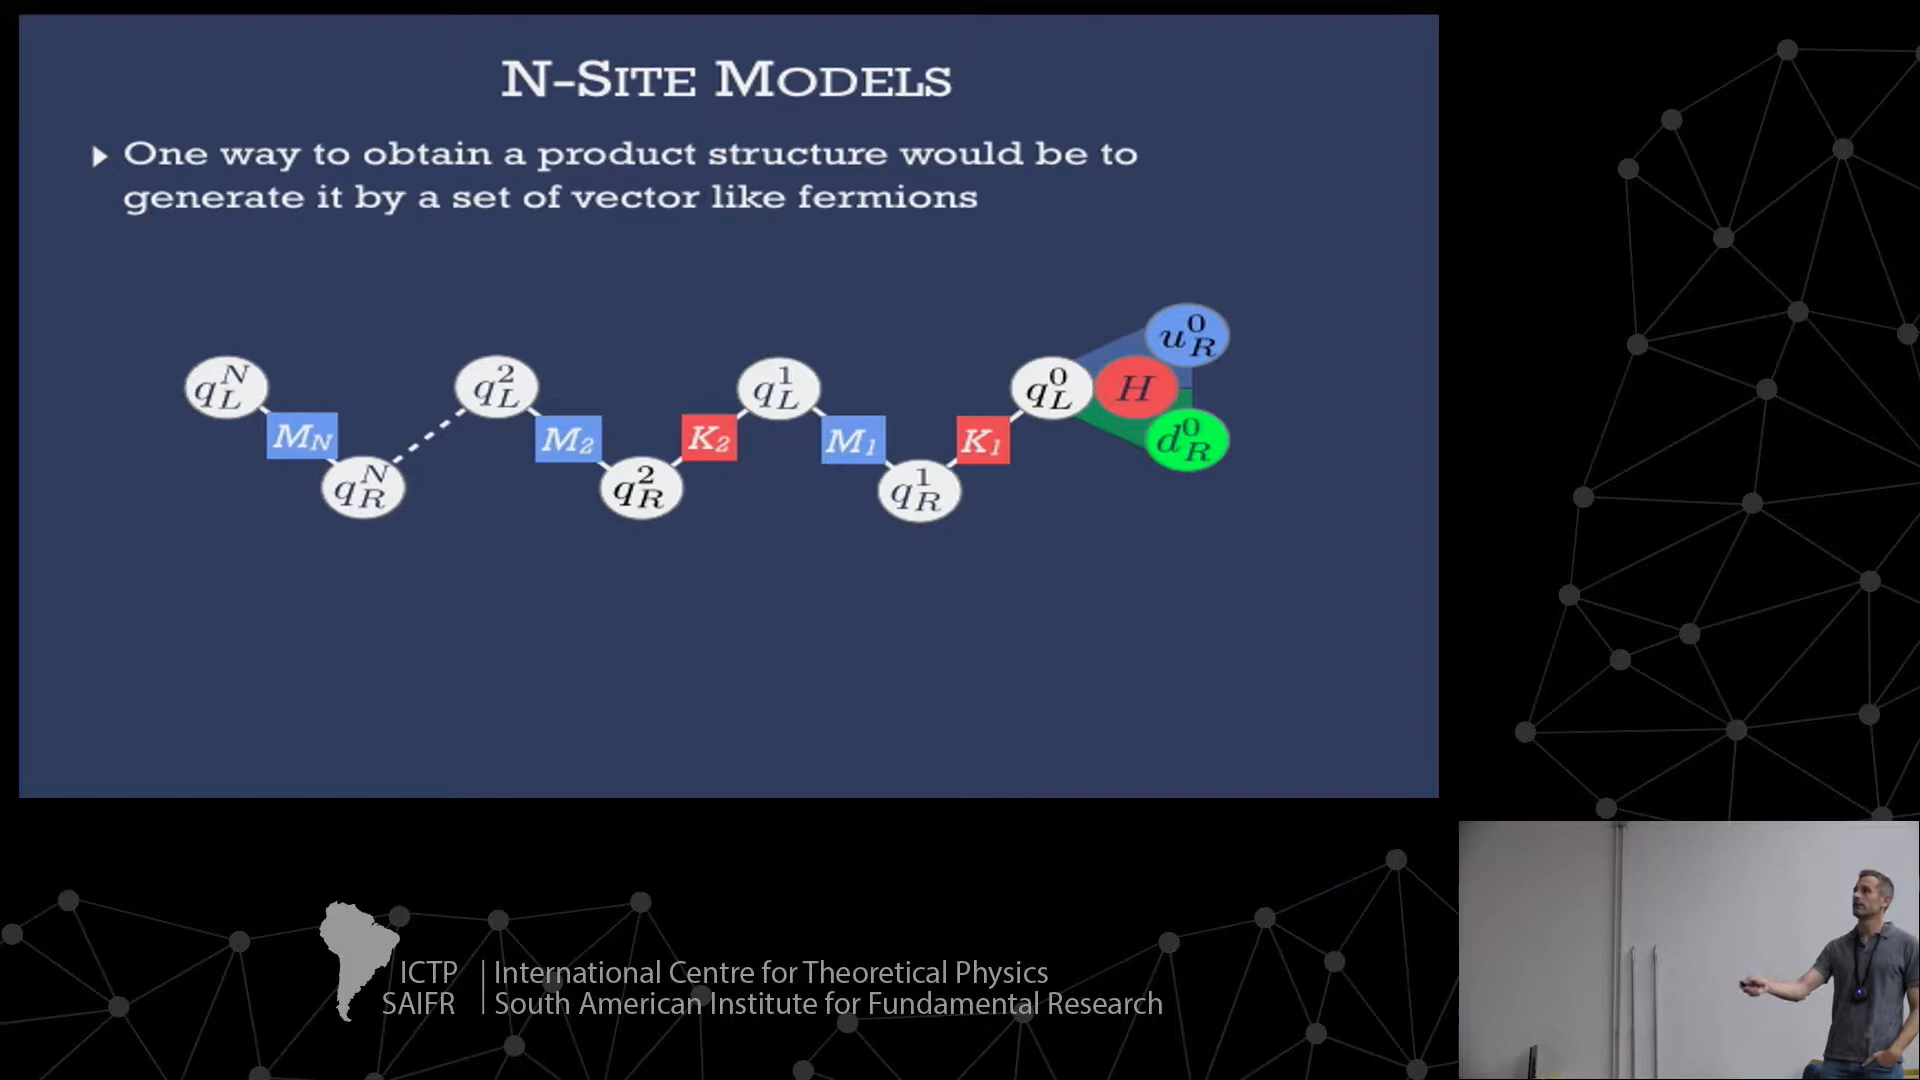 N-SITE MODELS
One way to obtain a product structure would be to
generate it by a set of vector like fermions
q_L^N M_N q_R^N q_L^2 M_2 q_R^2 K_2 q_L^1 M_1 q_R^1 K_1 q_L^0 H u_R^0 d_R^0
ICTP | International Centre for Theoretical Physics
SAIFR | South American Institute for Fundamental Research